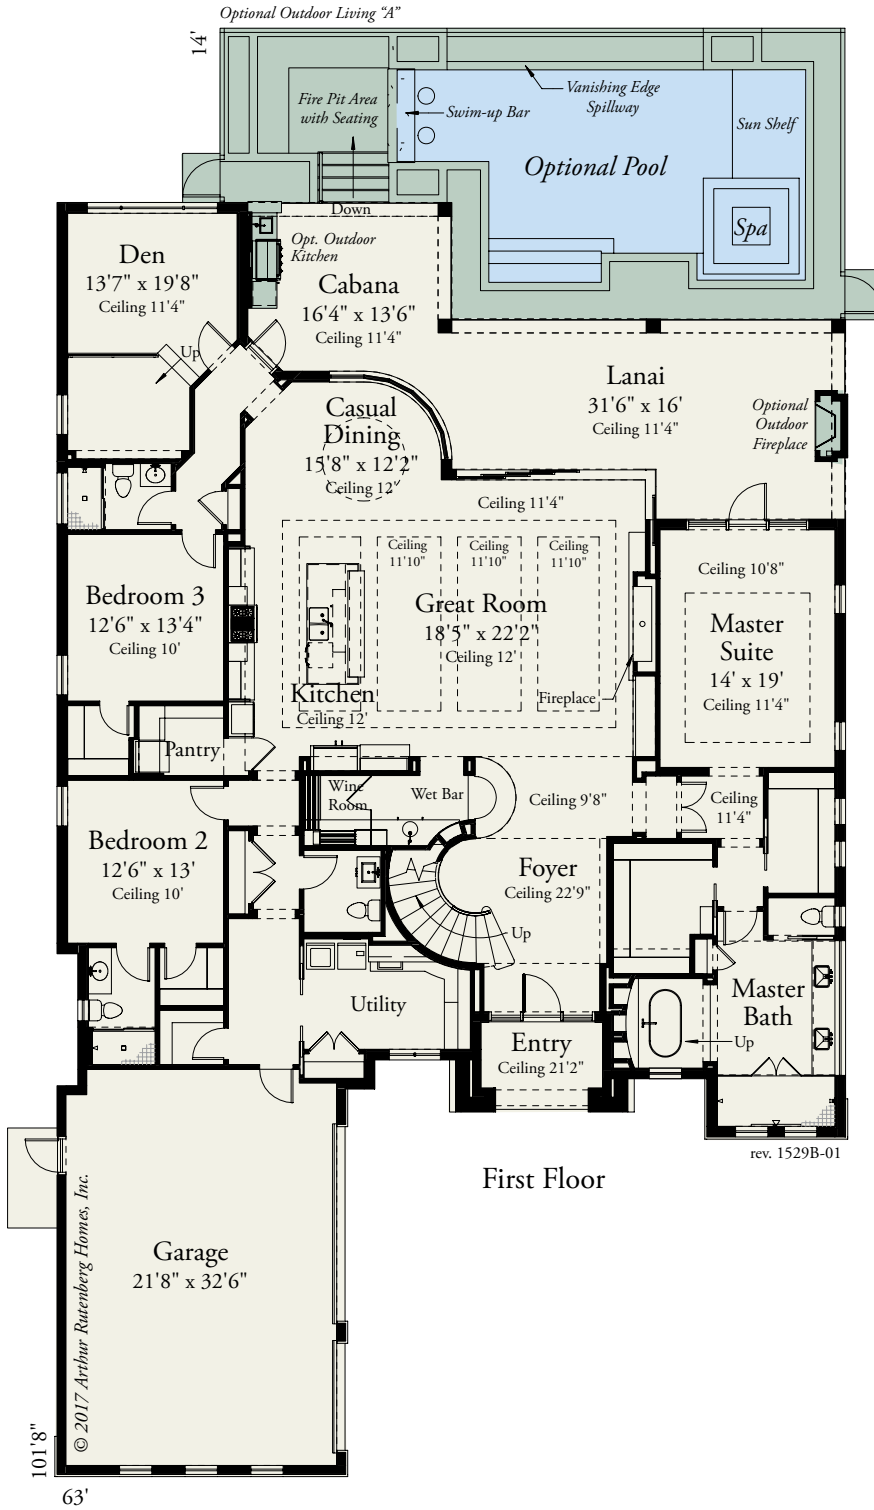 Optional Outdoor Living “A”
14'
Fire Pit Area
with Seating
Swim-up Bar
Vanishing Edge
Spillway
Sun Shelf
Optional Pool
Spa
Down
Opt. Outdoor
Kitchen
Den
13'7" x 19'8"
Ceiling 11'4"
Cabana
16'4" x 13'6"
Ceiling 11'4"
Up
Lanai
31'6" x 16'
Ceiling 11'4"
Optional
Outdoor
Fireplace
Casual
Dining
15'8" x 12'2"
Ceiling 12'
Ceiling 11'4"
Ceiling
11'10"
Ceiling
11'10"
Ceiling
11'10"
Ceiling 10'8"
Bedroom 3
12'6" x 13'4"
Ceiling 10'
Great Room
18'5" x 22'2"
Ceiling 12'
Master
Suite
14' x 19'
Ceiling 11'4"
Kitchen
Ceiling 12'
Fireplace
Pantry
Wine
Room
Wet Bar
Ceiling 9'8"
Ceiling
11'4"
Bedroom 2
12'6" x 13'
Ceiling 10'
Foyer
Ceiling 22'9"
Up
Utility
Entry
Ceiling 21'2"
Master
Bath
Up
rev. 1529B-01
First Floor
Garage
21'8" x 32'6"
© 2017 Arthur Rutenberg Homes, Inc.
101'8"
63'